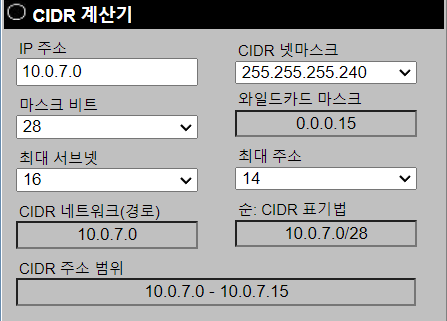 CIDR 계산기
IP 주소
CIDR 넷마스크
10.0.7.0
255.255.255.240
마스크 비트
와일드카드 마스크
28
0.0.0.15
최대 서브넷
최대 주소
16
14
CIDR 네트워크(경로)
순: CIDR 표기법
10.0.7.0
10.0.7.0/28
CIDR 주소 범위
10.0.7.0 - 10.0.7.15